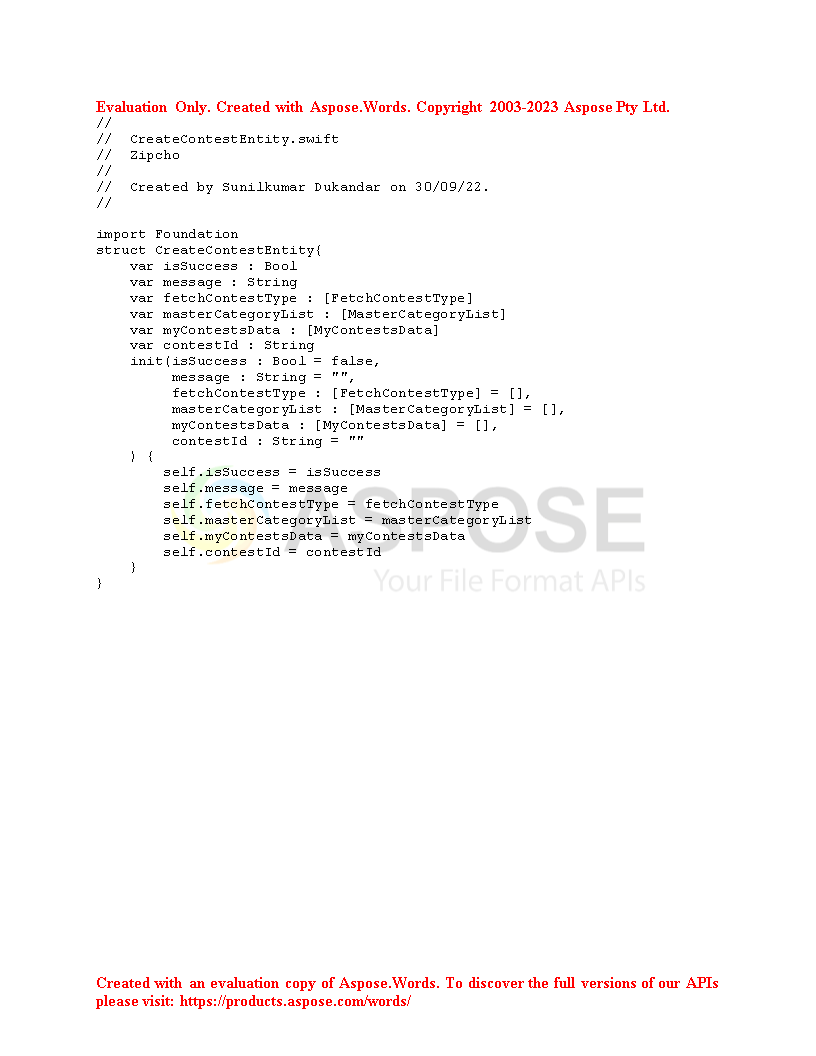 Evaluation Only. Created with Aspose.Words. Copyright 2003-2023 Aspose Pty Ltd.
//
//  CreateContestEntity.swift
//  Zipcho
//
//  Created by Sunilkumar Dukandar on 30/09/22.
//

import Foundation
struct CreateContestEntity{
    var isSuccess : Bool
    var message : String
    var fetchContestType : [FetchContestType]
    var masterCategoryList : [MasterCategoryList]
    var myContestsData : [MyContestsData]
    var contestId : String
    init(isSuccess : Bool = false,
         message : String = "",
         fetchContestType : [FetchContestType] = [],
         masterCategoryList : [MasterCategoryList] = [],
         myContestsData : [MyContestsData] = [],
         contestId : String = ""
    ) {
        self.isSuccess = isSuccess
        self.message = message
        self.fetchContestType = fetchContestType
        self.masterCategoryList = masterCategoryList
        self.myContestsData = myContestsData
        self.contestId = contestId
    }
}
ASPOSE
Your File Format APIs
Created with an evaluation copy of Aspose.Words. To discover the full versions of our APIs
please visit: https://products.aspose.com/words/